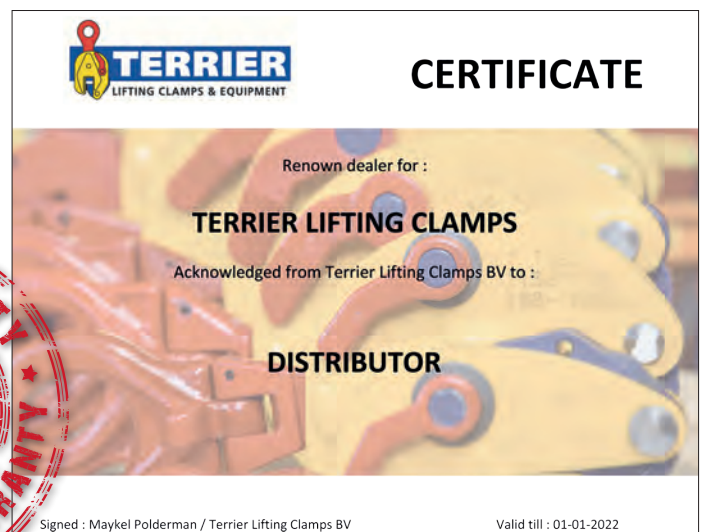 TERRIER
LIFTING CLAMPS & EQUIPMENT
CERTIFICATE
Renown dealer for :
TERRIER LIFTING CLAMPS
Acknowledged from Terrier Lifting Clamps BV to :
DISTRIBUTOR
Signed : Maykel Polderman / Terrier Lifting Clamps BV
Valid till : 01-01-2022